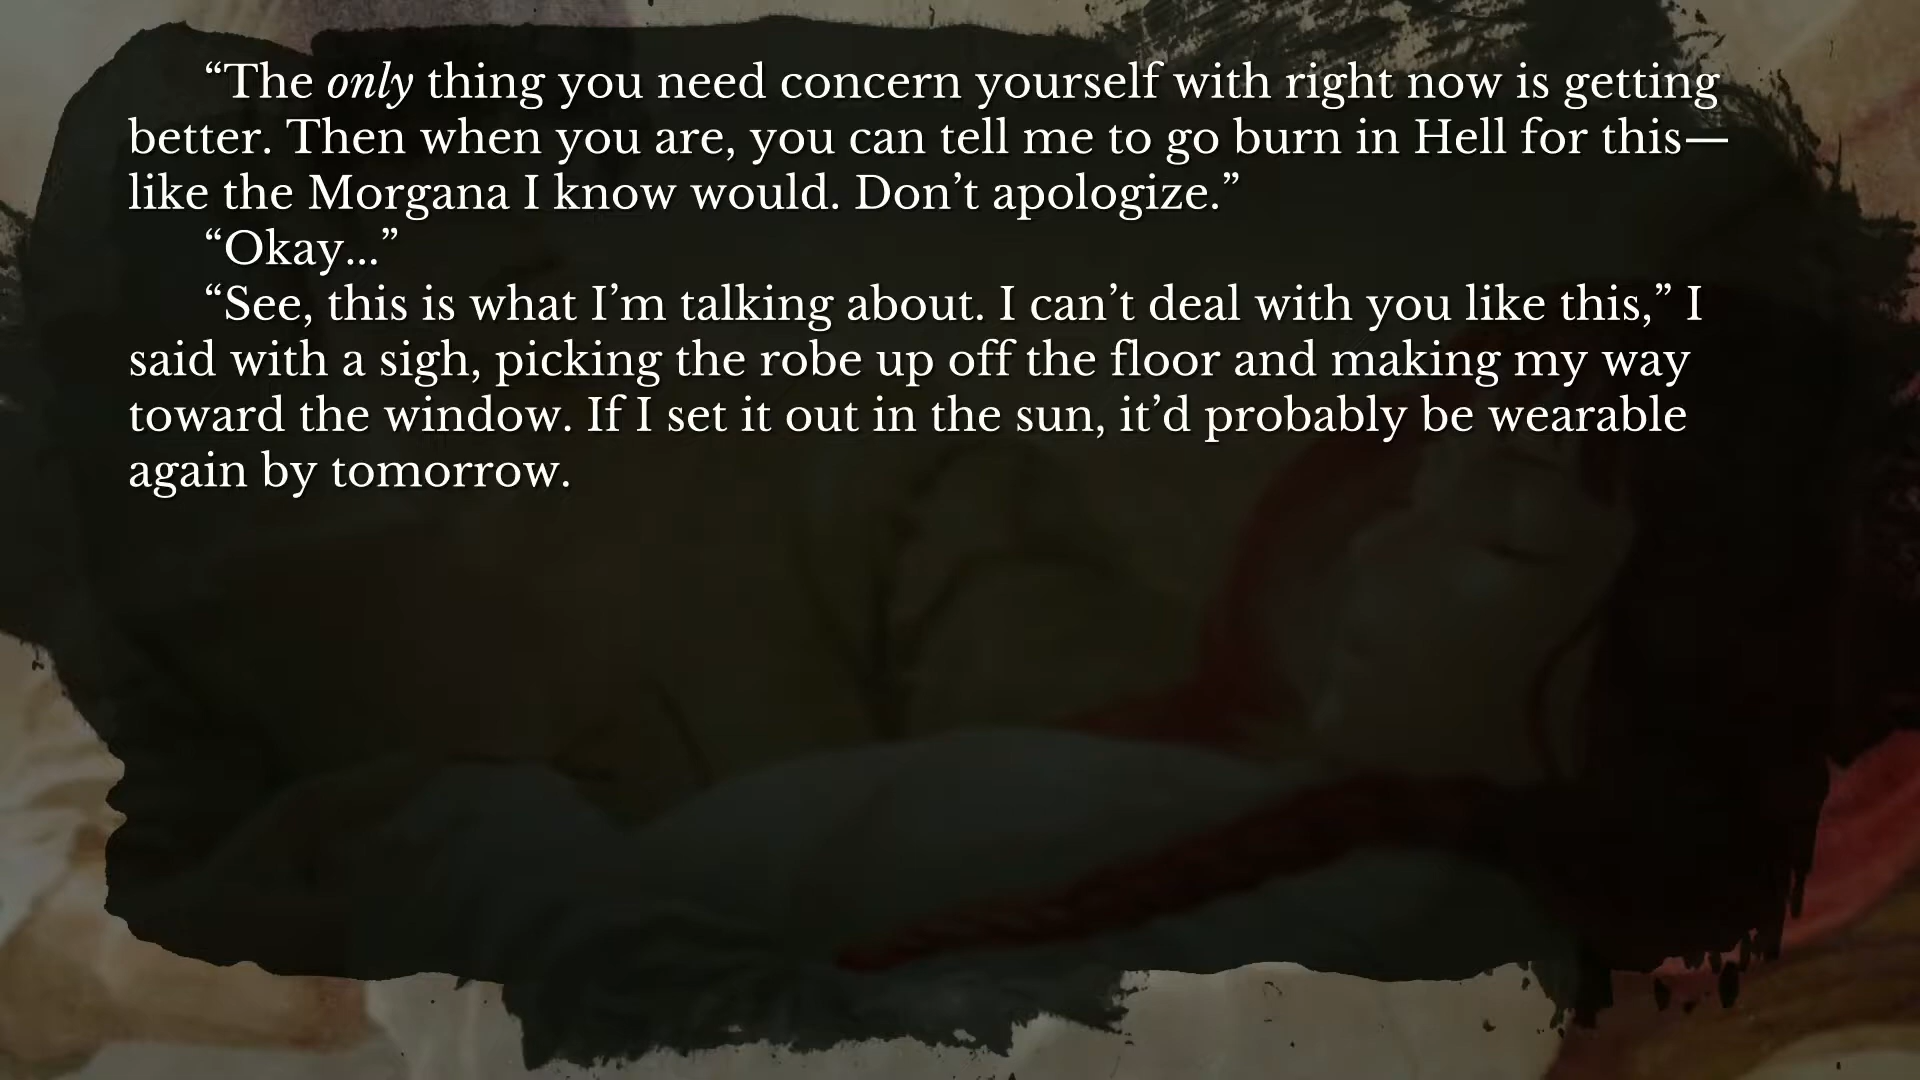 “The only thing you need concern yourself with right now is getting
better. Then when you are, you can tell me to go burn in Hell for this—
like the Morgana I know would. Don’t apologize.”
“Okay...”
“See, this is what I’m talking about. I can’t deal with you like this,” I
said with a sigh, picking the robe up off the floor and making my way
toward the window. If I set it out in the sun, it’d probably be wearable
again by tomorrow.